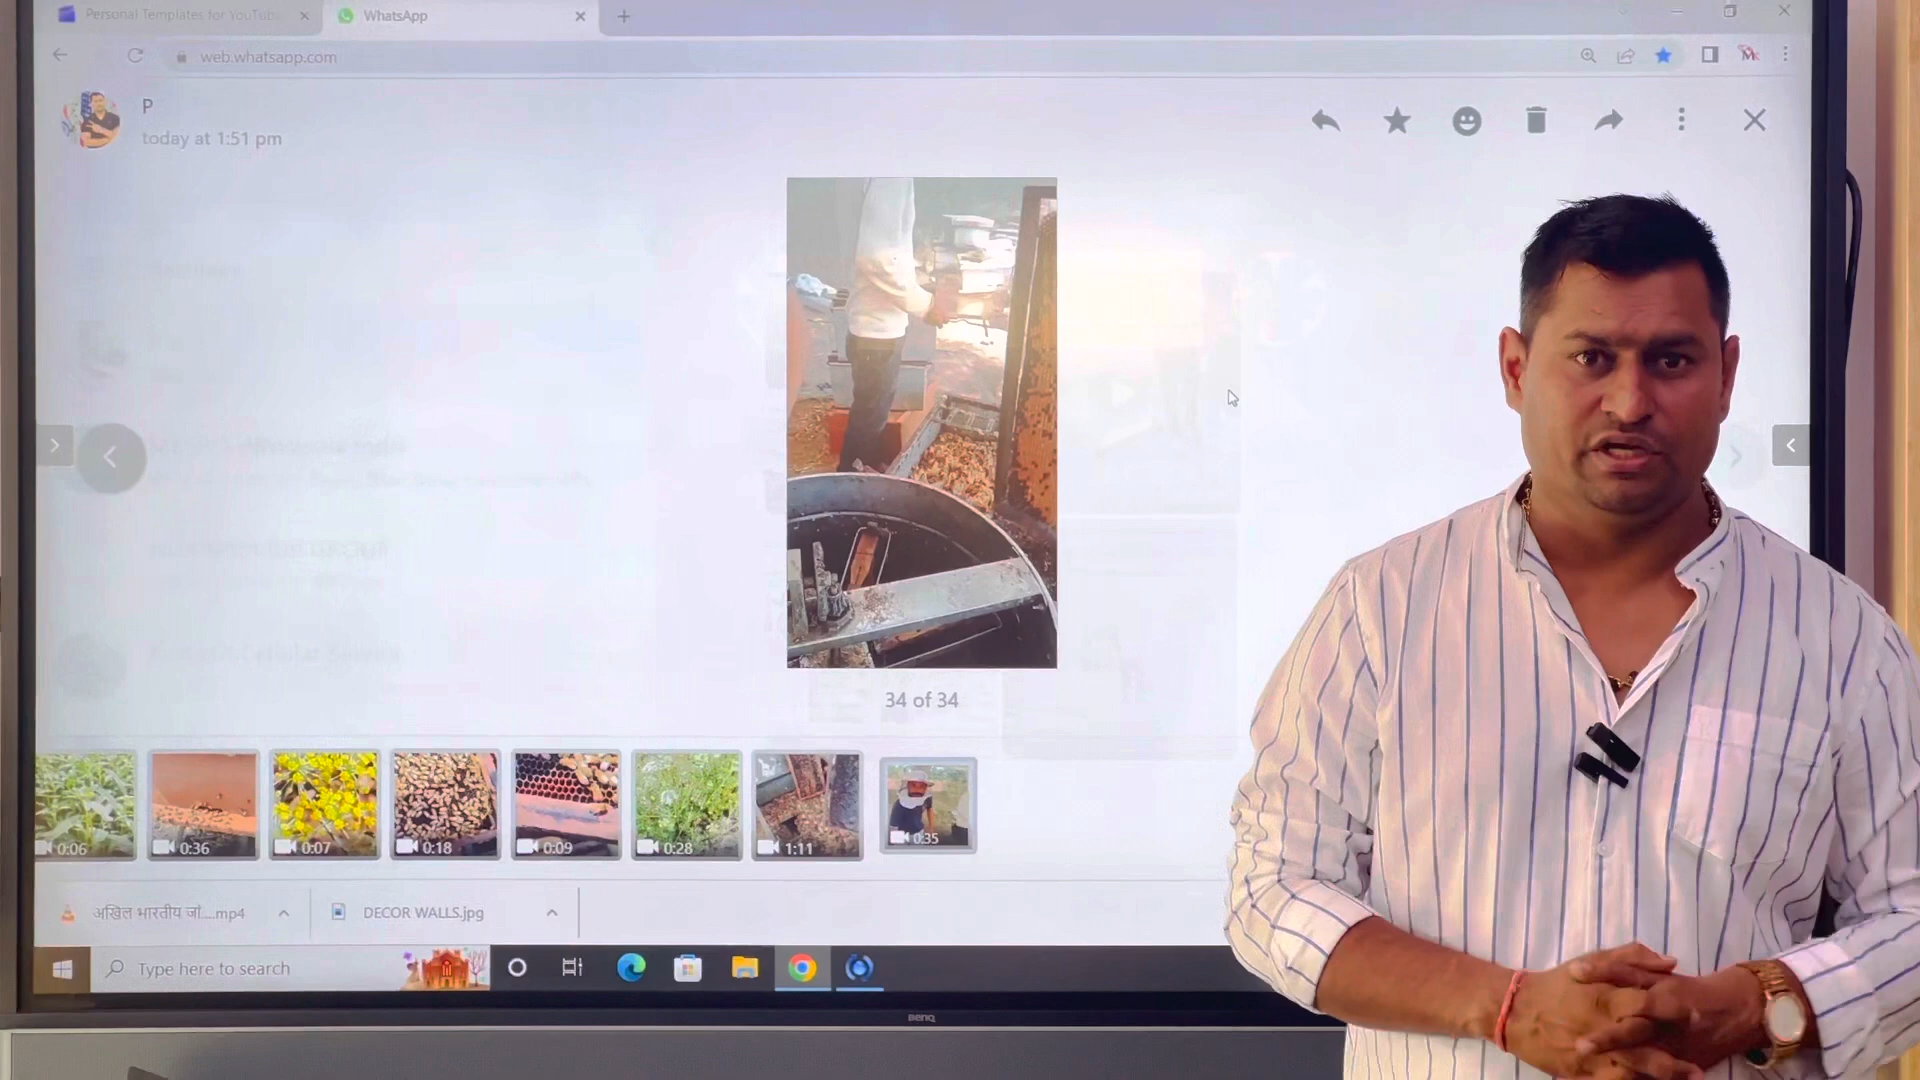 Personal Templates for YouTube
WhatsApp
web.whatsapp.com
P
today at 1:51 pm
34 of 34
0:06
0:36
0:07
0:18
0:09
0:28
1:11
0:35
अखिल भारतीय जां....mp4
DECOR WALLS.jpg
Type here to search
BenQ